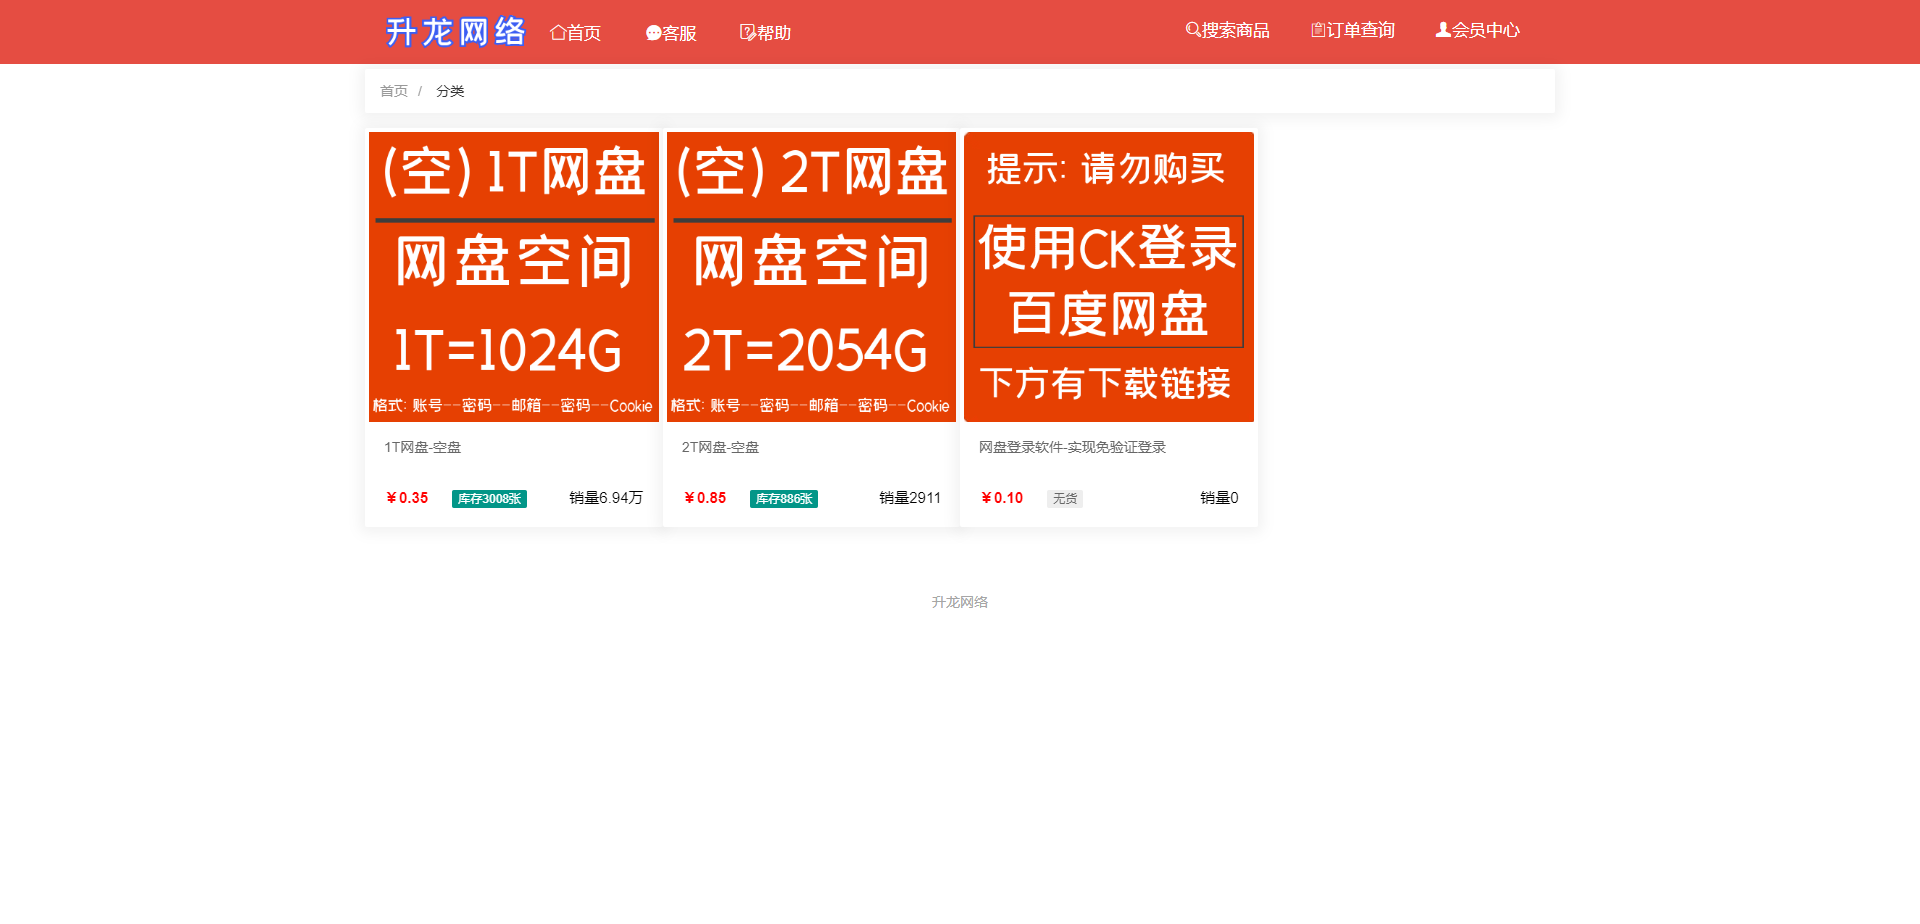 升龙网络 首页 客服 帮助 搜索商品 订单查询 会员中心
首页 / 分类
(空) 1T网盘
网盘空间
1T=1024G
格式: 账号--密码--邮箱--密码--Cookie
1T网盘-空盘
¥0.35 库存3008张 销量6.94万
(空) 2T网盘
网盘空间
2T=2054G
格式: 账号--密码--邮箱--密码--Cookie
2T网盘-空盘
¥0.85 库存886张 销量2911
提示: 请勿购买
使用CK登录
百度网盘
下方有下载链接
网盘登录软件-实现免验证登录
¥0.10 无货 销量0
升龙网络